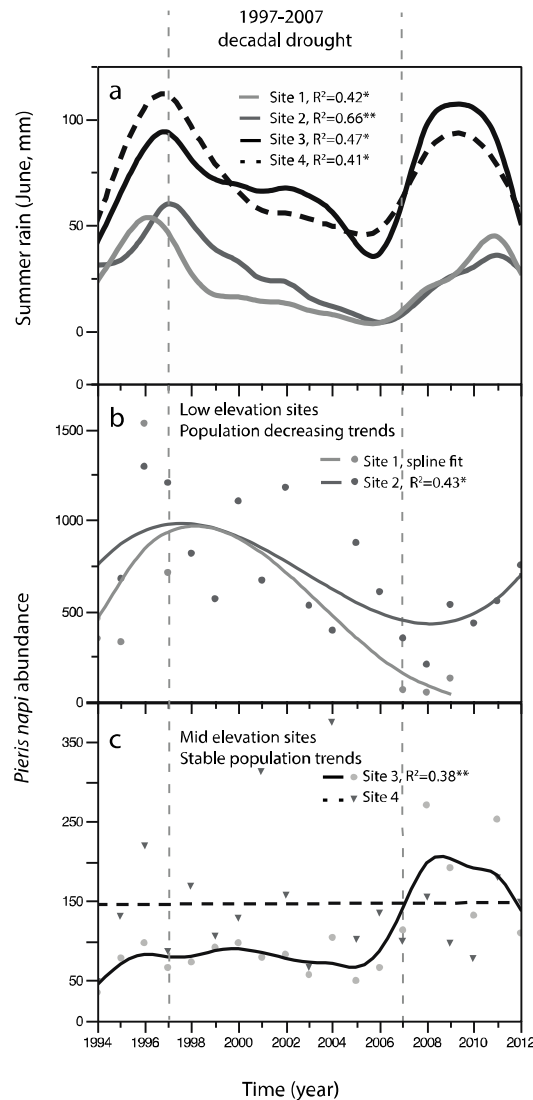 1997-2007
decadal drought
a
Site 1, R²=0.42*
Site 2, R²=0.66**
Site 3, R²=0.47*
Site 4, R²=0.41*
Summer rain (June, mm)
100
50
0
0
b
Low elevation sites
Population decreasing trends
Site 1, spline fit
Site 2, R²=0.43*
1500
1000
500
0
Pieris napi abundance
c
Mid elevation sites
Stable population trends
Site 3, R²=0.38**
Site 4
350
250
150
50
0
1994 1996 1998 2000 2002 2004 2006 2008 2010 2012
Time (year)